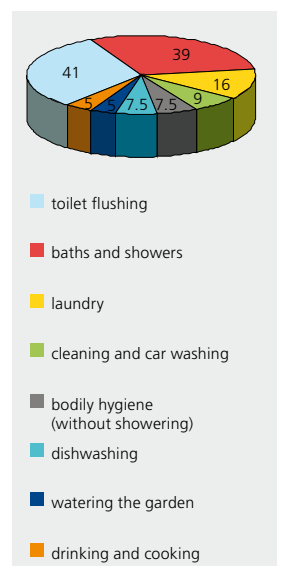 39
41
16
5
5
7.5
7.5
9
toilet flushing
baths and showers
laundry
cleaning and car washing
bodily hygiene
(without showering)
dishwashing
watering the garden
drinking and cooking